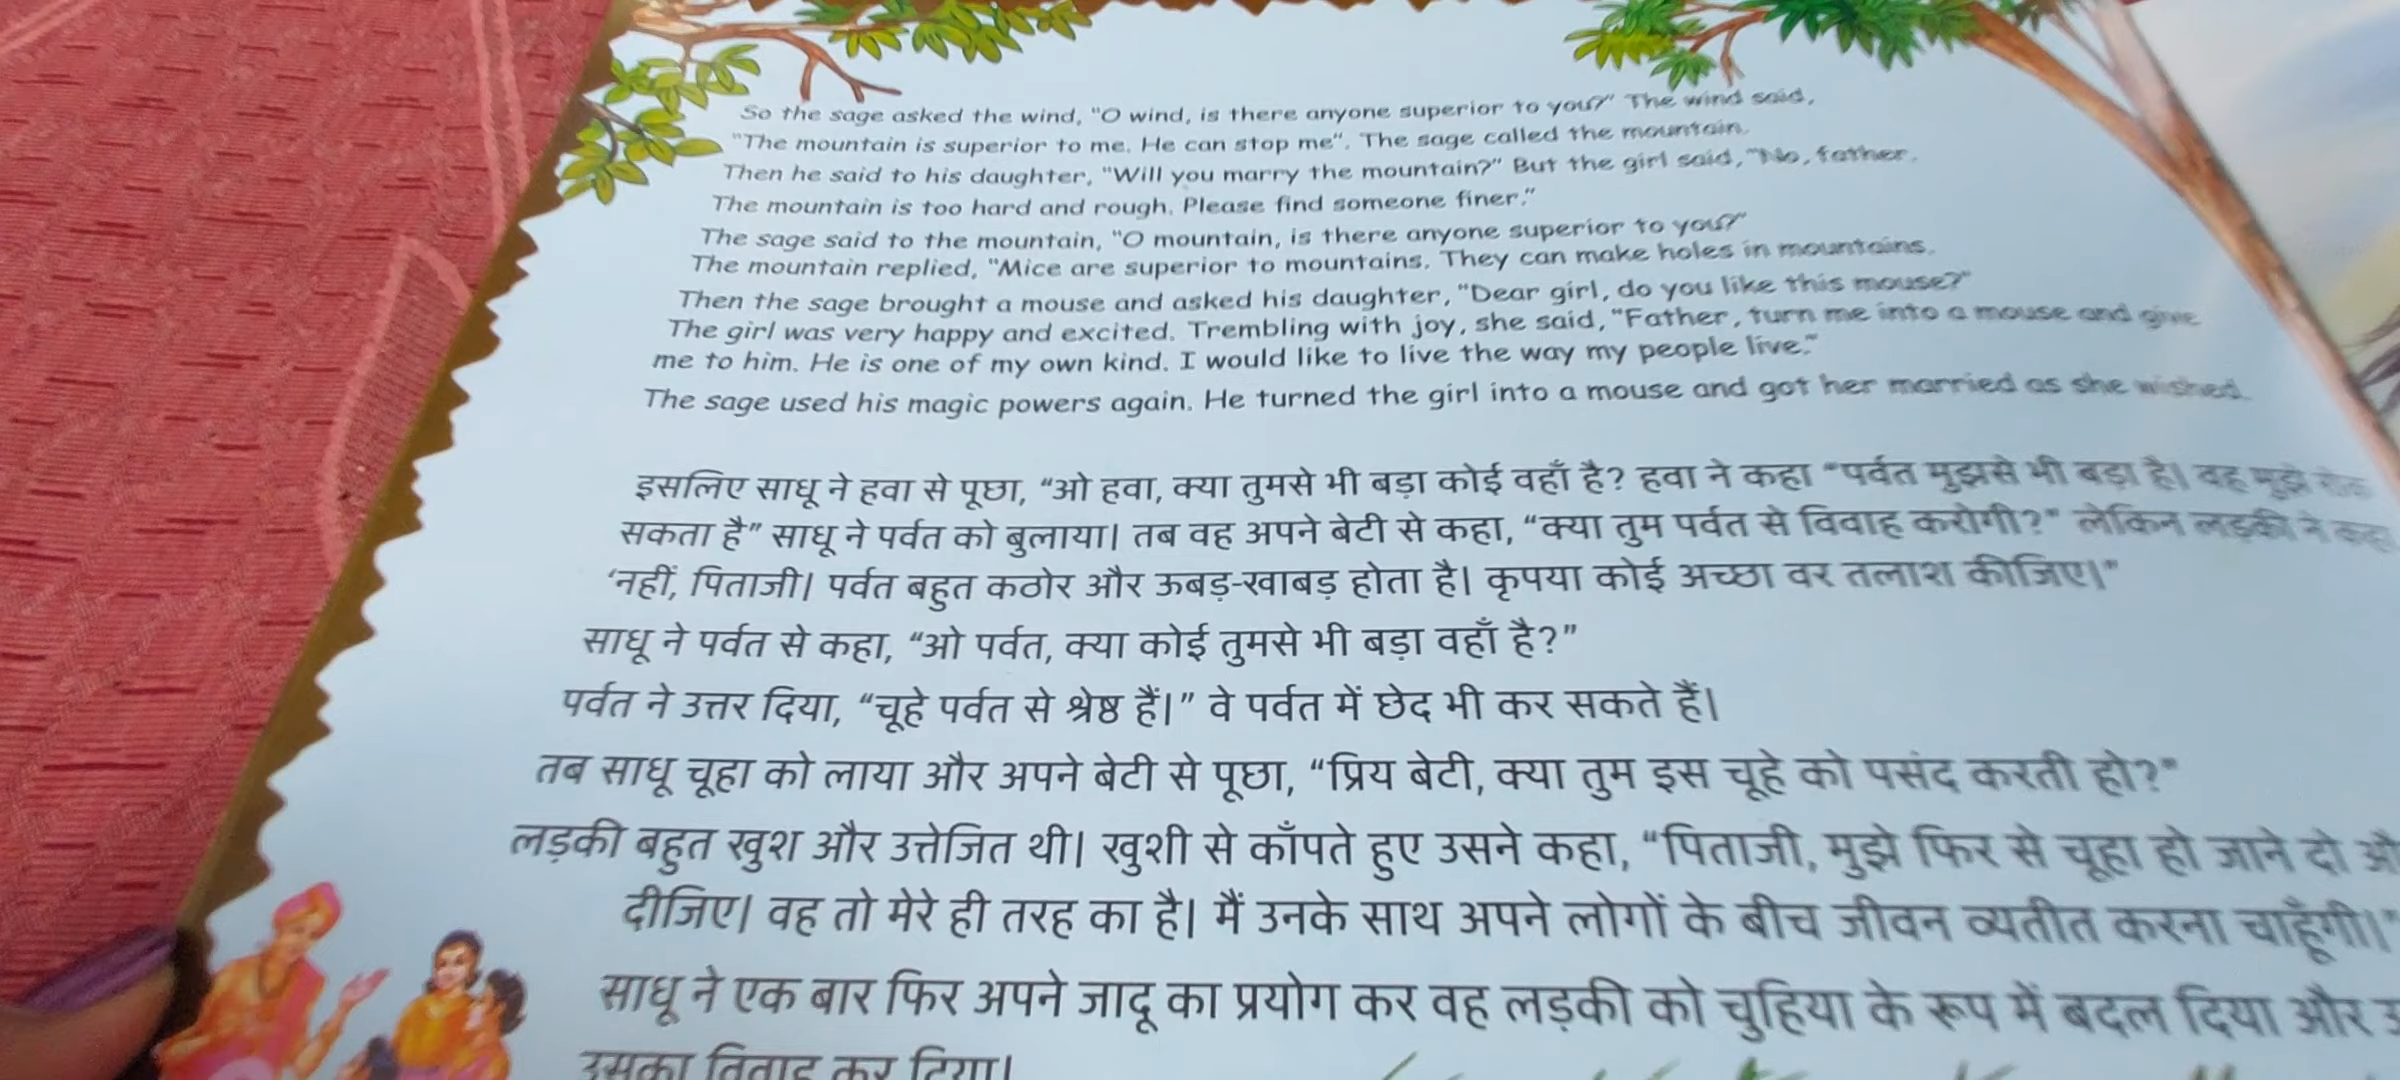 So the sage asked the wind, "O wind, is there anyone superior to you?" The wind said,
"The mountain is superior to me. He can stop me". The sage called the mountain.
Then he said to his daughter, "Will you marry the mountain?" But the girl said, "No, father.
The mountain is too hard and rough. Please find someone finer."
The sage said to the mountain, "O mountain, is there anyone superior to you?"
The mountain replied, "Mice are superior to mountains. They can make holes in mountains.
Then the sage brought a mouse and asked his daughter, "Dear girl, do you like this mouse?"
The girl was very happy and excited. Trembling with joy, she said, "Father, turn me into a mouse and give
me to him. He is one of my own kind. I would like to live the way my people live."
The sage used his magic powers again. He turned the girl into a mouse and got her married as she wished.
इसलिए साधू ने हवा से पूछा, “ओ हवा, क्या तुमसे भी बड़ा कोई वहाँ है? हवा ने कहा “पर्वत मुझसे भी बड़ा है। वह मुझे रोक
सकता है” साधू ने पर्वत को बुलाया। तब वह अपने बेटी से कहा, “क्या तुम पर्वत से विवाह करोगी?” लेकिन लड़की ने कहा
‘नहीं, पिताजी। पर्वत बहुत कठोर और ऊबड़-खाबड़ होता है। कृपया कोई अच्छा वर तलाश कीजिए।”
साधू ने पर्वत से कहा, “ओ पर्वत, क्या कोई तुमसे भी बड़ा वहाँ है?”
पर्वत ने उत्तर दिया, “चूहे पर्वत से श्रेष्ठ हैं।” वे पर्वत में छेद भी कर सकते हैं।
तब साधू चूहा को लाया और अपने बेटी से पूछा, “प्रिय बेटी, क्या तुम इस चूहे को पसंद करती हो?”
लड़की बहुत खुश और उत्तेजित थी। खुशी से काँपते हुए उसने कहा, “पिताजी, मुझे फिर से चूहा हो जाने दो
दीजिए। वह तो मेरे ही तरह का है। मैं उनके साथ अपने लोगों के बीच जीवन व्यतीत करना चाहूँगी।”
साधू ने एक बार फिर अपने जादू का प्रयोग कर वह लड़की को चुहिया के रूप में बदल दिया और
उसका विवाह कर दिया।